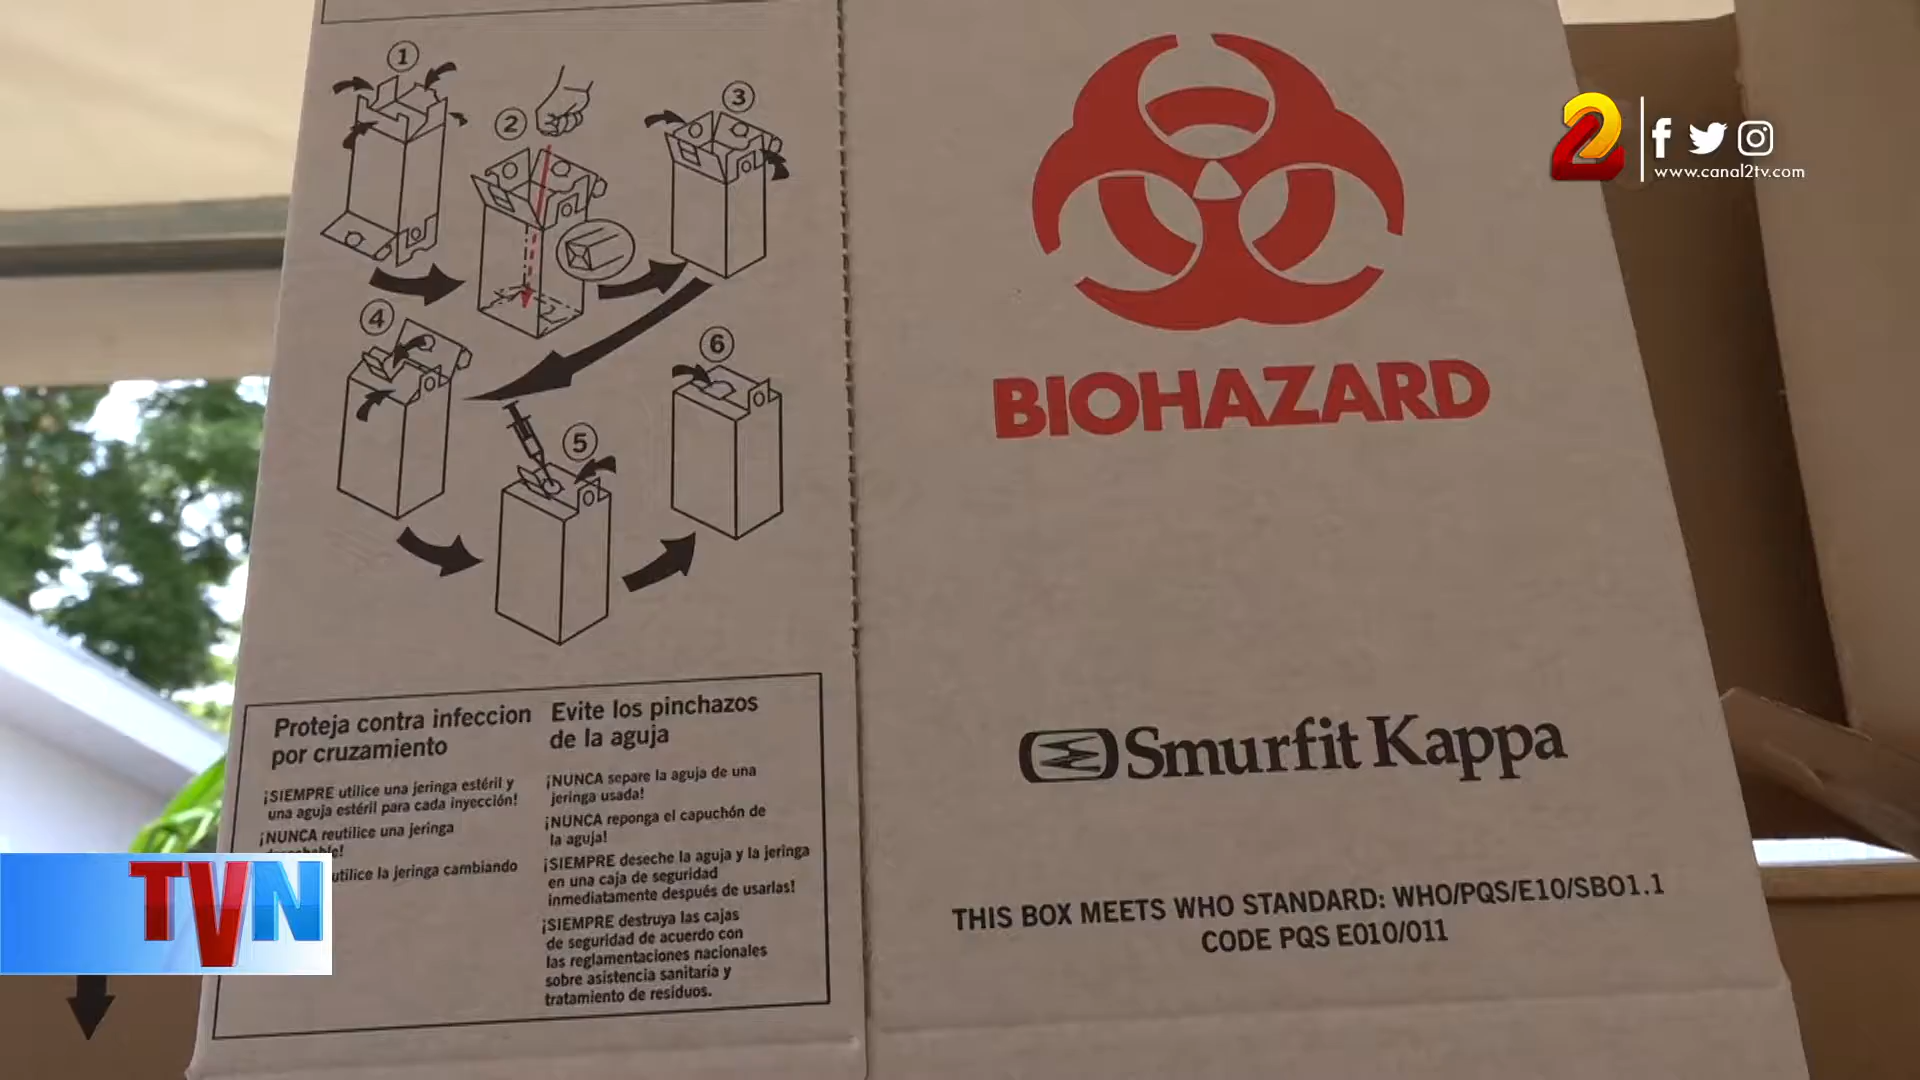 1
2
3
4
5
6
BIOHAZARD
Smurfit Kappa
THIS BOX MEETS WHO STANDARD: WHO/PQS/E10/SB01.1
CODE PQS E010/011
Proteja contra infeccion
por cruzamiento
¡SIEMPRE utilice una jeringa estéril y
una aguja estéril para cada inyección!
¡NUNCA reutilice una jeringa
utilice la jeringa cambiando
Evite los pinchazos
de la aguja
¡NUNCA separe la aguja de una
jeringa usada!
¡NUNCA reponga el capuchón de
la aguja!
¡SIEMPRE deseche la aguja y la jeringa
en una caja de seguridad
inmediatamente después de usarlas!
¡SIEMPRE destruya las cajas
de seguridad de acuerdo con
las reglamentaciones nacionales
sobre asistencia sanitaria y
tratamiento de residuos.
2
www.canal2tv.com
TVN